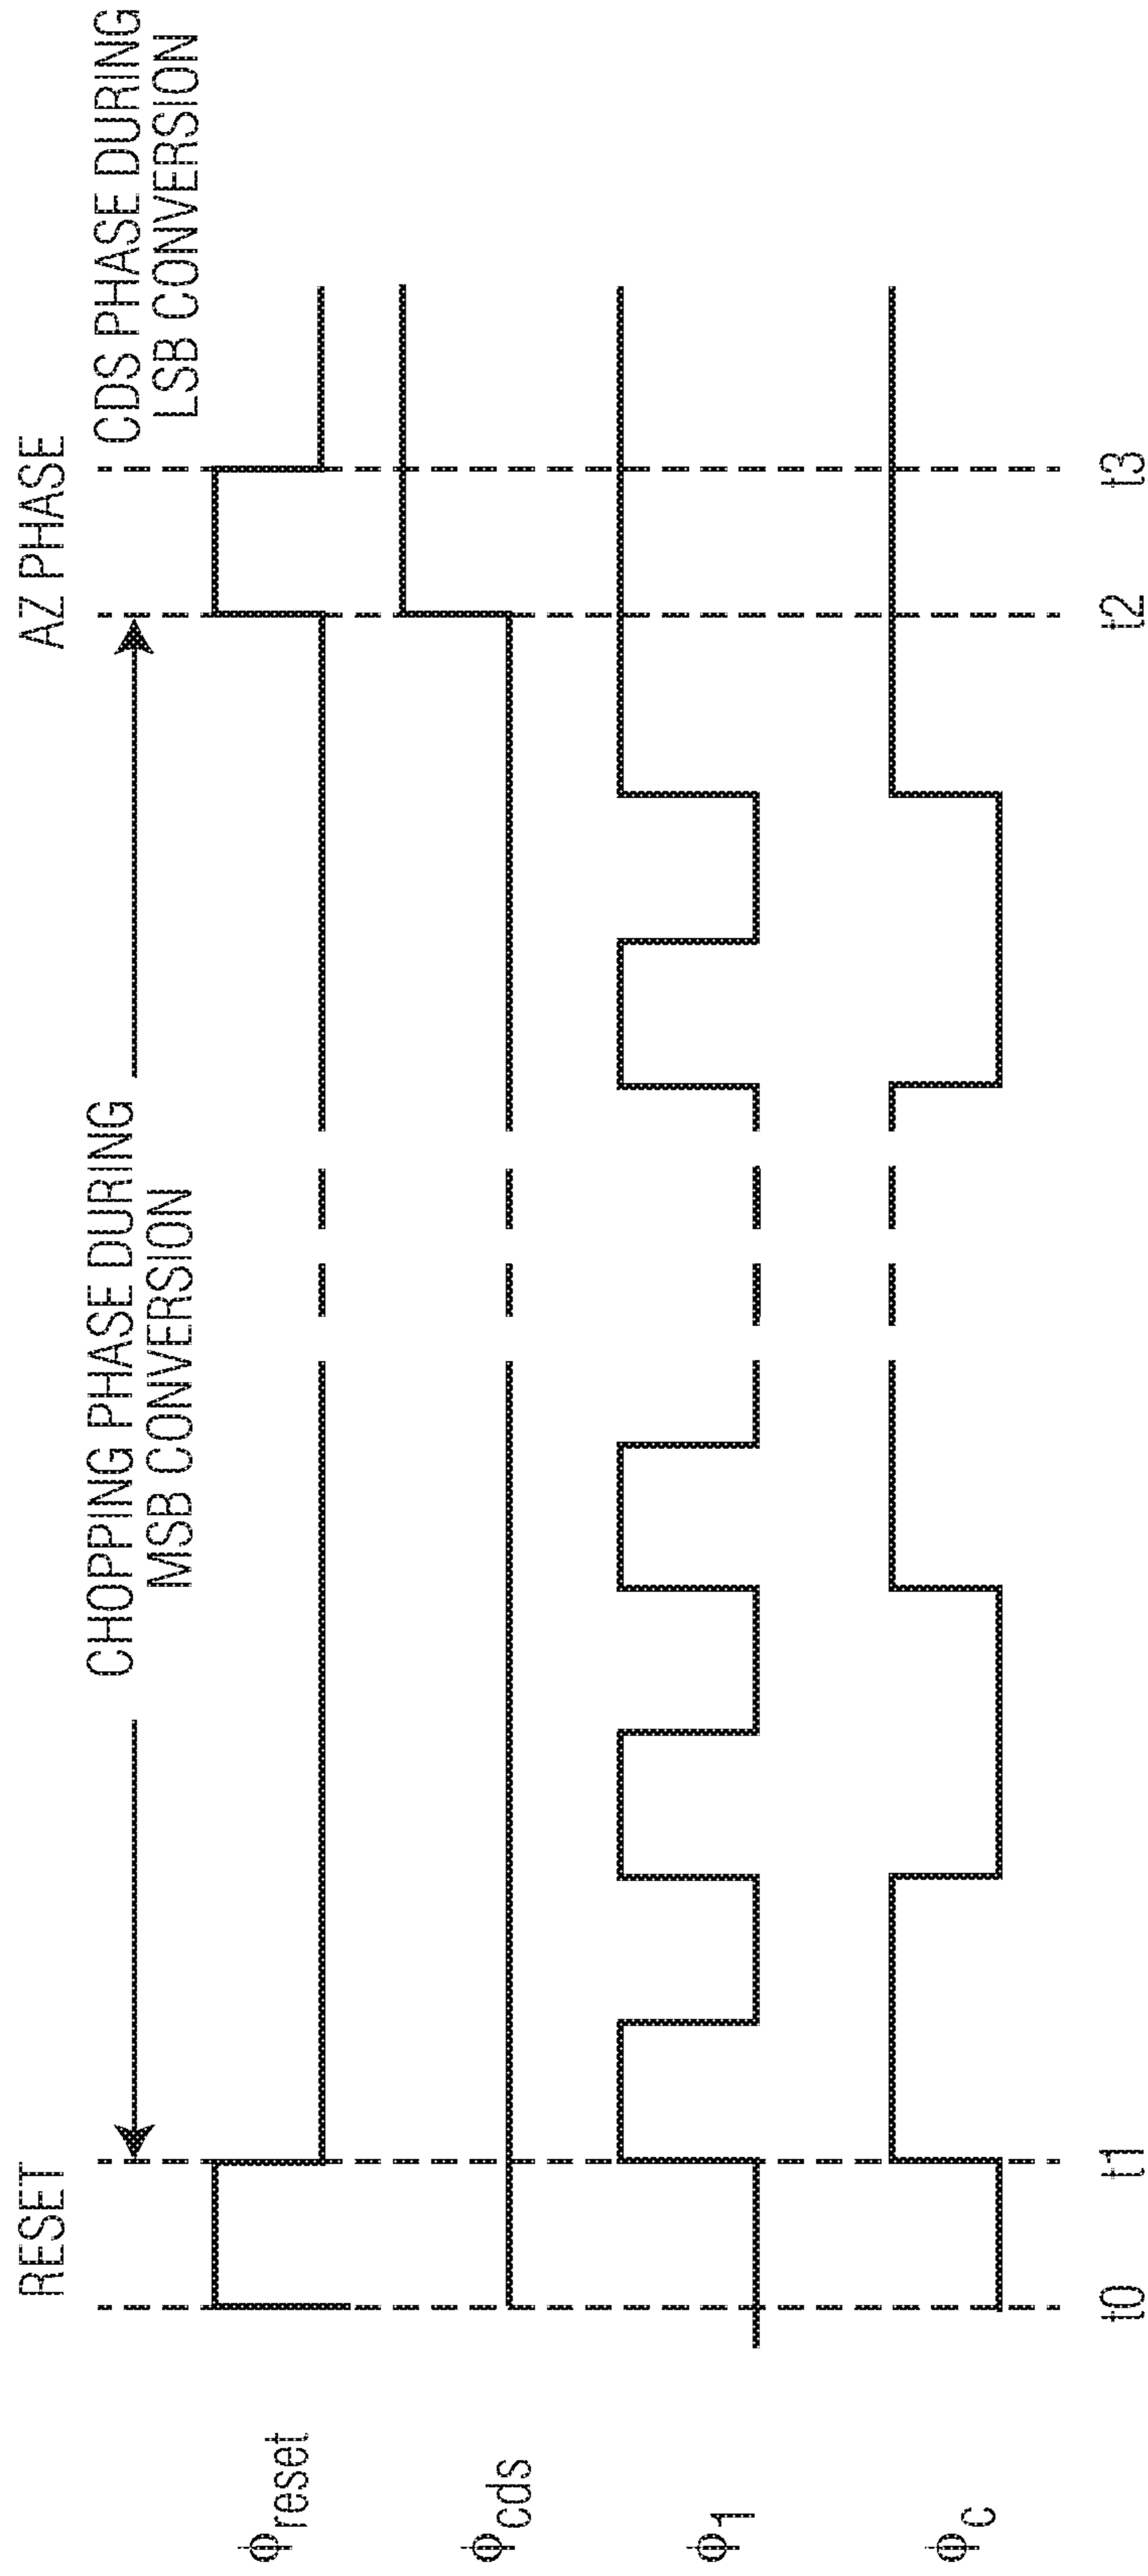 RESET
AZ PHASE
CHOPPING PHASE DURING
MSB CONVERSION
CDS PHASE DURING
LSB CONVERSION
ϕreset
ϕcds
ϕ1
ϕc
t0
t1
t2
t3